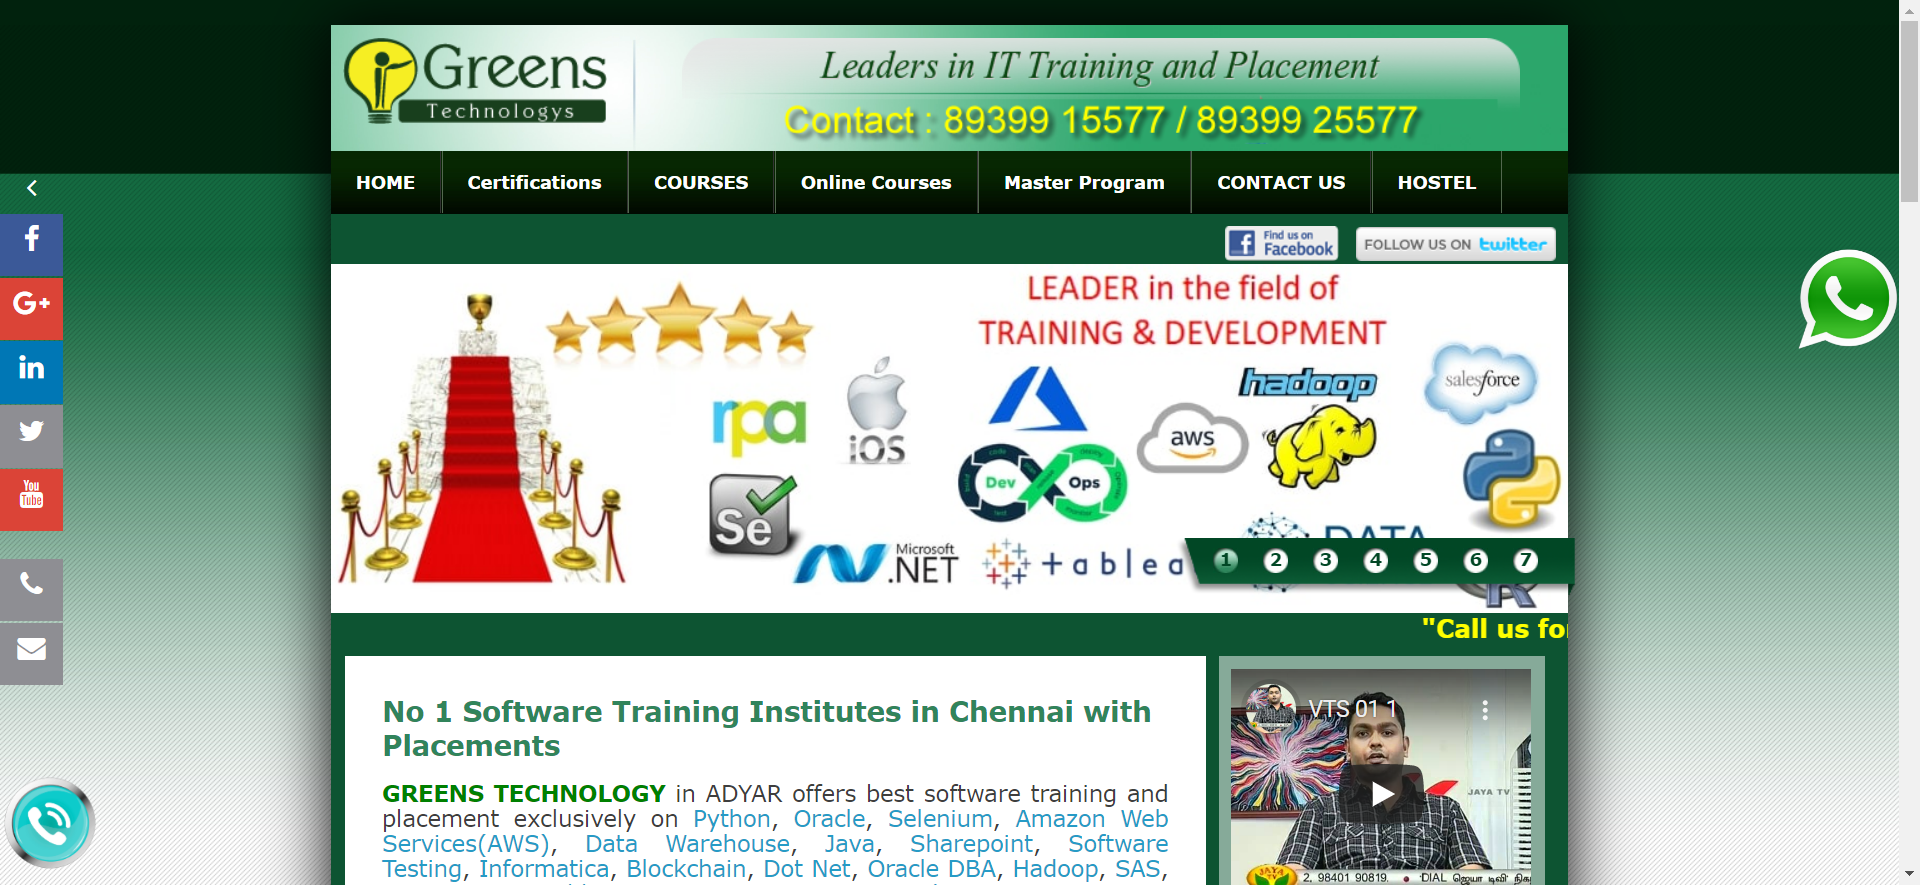 Greens
Technologys
Leaders in IT Training and Placement
Contact : 89399 15577 / 89399 25577
HOME
Certifications
COURSES
Online Courses
Master Program
CONTACT US
HOSTEL
Find us on
Facebook
FOLLOW US ON twitter
G+
in
You
Tube
LEADER in the field of
TRAINING & DEVELOPMENT
rpa
iOS
hadoop
salesforce
aws
Dev Ops
Se
Microsoft
.NET
+ a b l e a
DATA
R
1 2 3 4 5 6 7
"Call us fo
No 1 Software Training Institutes in Chennai with
Placements
GREENS TECHNOLOGY in ADYAR offers best software training and
placement exclusively on Python, Oracle, Selenium, Amazon Web
Services(AWS), Data Warehouse, Java, Sharepoint, Software
Testing, Informatica, Blockchain, Dot Net, Oracle DBA, Hadoop, SAS,
VTS 01 1
JAYA TV
JAYA TV
2, 98401 90819. • 'DIAL ஜெயா டிவி' நிக